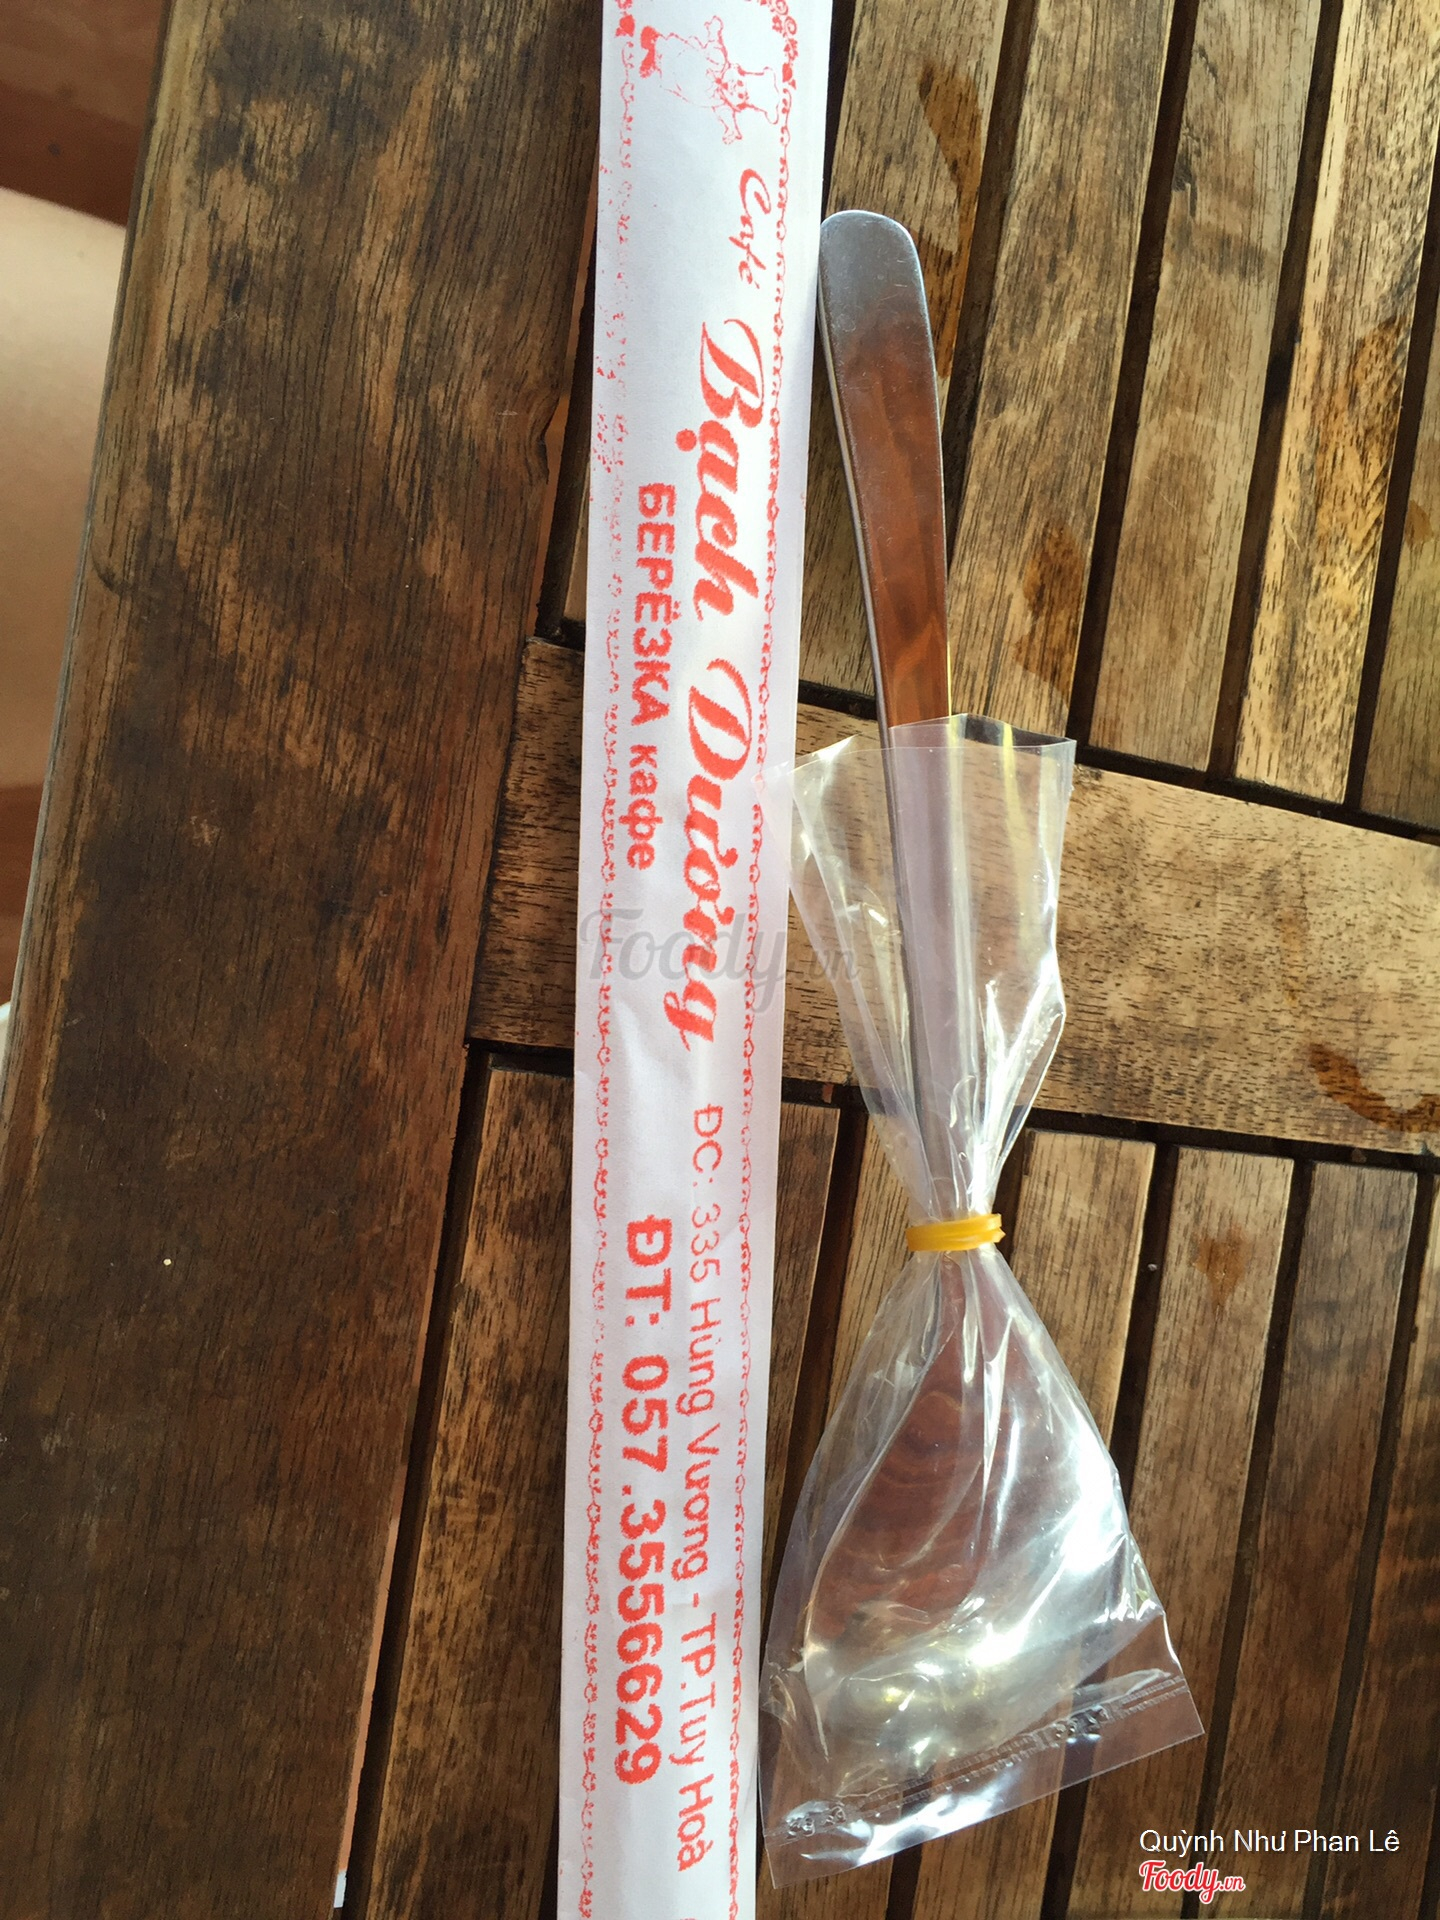 Café
Bạch Dương
БЕРЁЗКА кафе
ĐC: 335 Hùng Vương - TP.Tuy Hoà
ĐT: 057.3556629
Foody.vn
Quỳnh Như Phan Lê
Foody.vn